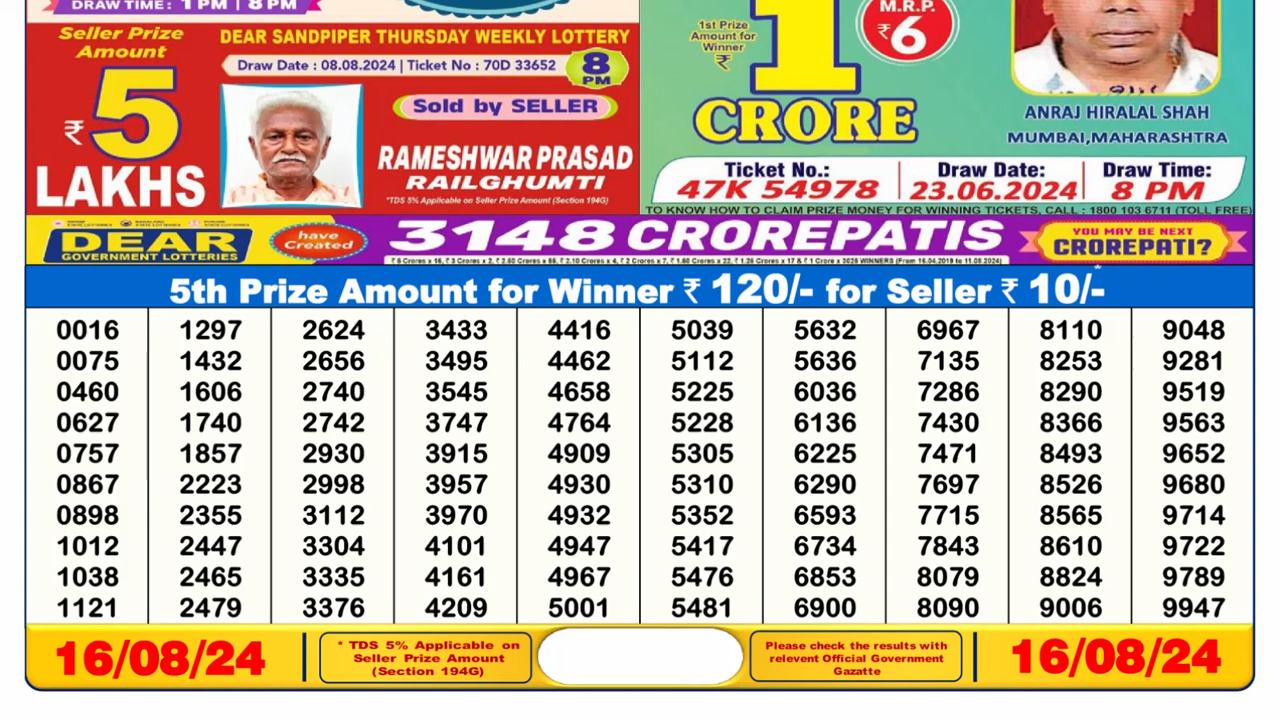 DRAW TIME: 1 PM | 8 PM
Seller Prize
Amount
₹ 5
LAKHS
DEAR SANDPIPER THURSDAY WEEKLY LOTTERY
Draw Date : 08.08.2024 | Ticket No : 70D 33652
8
PM
Sold by SELLER
RAMESHWAR PRASAD
RAILGHUMTI
*TDS 5% Applicable on Seller Prize Amount (Section 194G)
1st Prize
Amount for
Winner
₹
1
CRORE
M.R.P.
₹6
ANRAJ HIRALAL SHAH
MUMBAI,MAHARASHTRA
Ticket No.:
47K 54978
Draw Date:
23.06.2024
Draw Time:
8 PM
TO KNOW HOW TO CLAIM PRIZE MONEY FOR WINNING TICKETS, CALL : 1800 103 6711 (TOLL FREE)
DEAR
GOVERNMENT LOTTERIES
have
Created
3148 CROREPATIS
YOU MAY BE NEXT
CROREPATI?
5th Prize Amount for Winner ₹ 120/- for Seller ₹ 10/-*
0016 1297 2624 3433 4416 5039 5632 6967 8110 9048
0075 1432 2656 3495 4462 5112 5636 7135 8253 9281
0460 1606 2740 3545 4658 5225 6036 7286 8290 9519
0627 1740 2742 3747 4764 5228 6136 7430 8366 9563
0757 1857 2930 3915 4909 5305 6225 7471 8493 9652
0867 2223 2998 3957 4930 5310 6290 7697 8526 9680
0898 2355 3112 3970 4932 5352 6593 7715 8565 9714
1012 2447 3304 4101 4947 5417 6734 7843 8610 9722
1038 2465 3335 4161 4967 5476 6853 8079 8824 9789
1121 2479 3376 4209 5001 5481 6900 8090 9006 9947
16/08/24
* TDS 5% Applicable on
Seller Prize Amount
(Section 194G)
Please check the results with
relevent Official Government
Gazatte
16/08/24